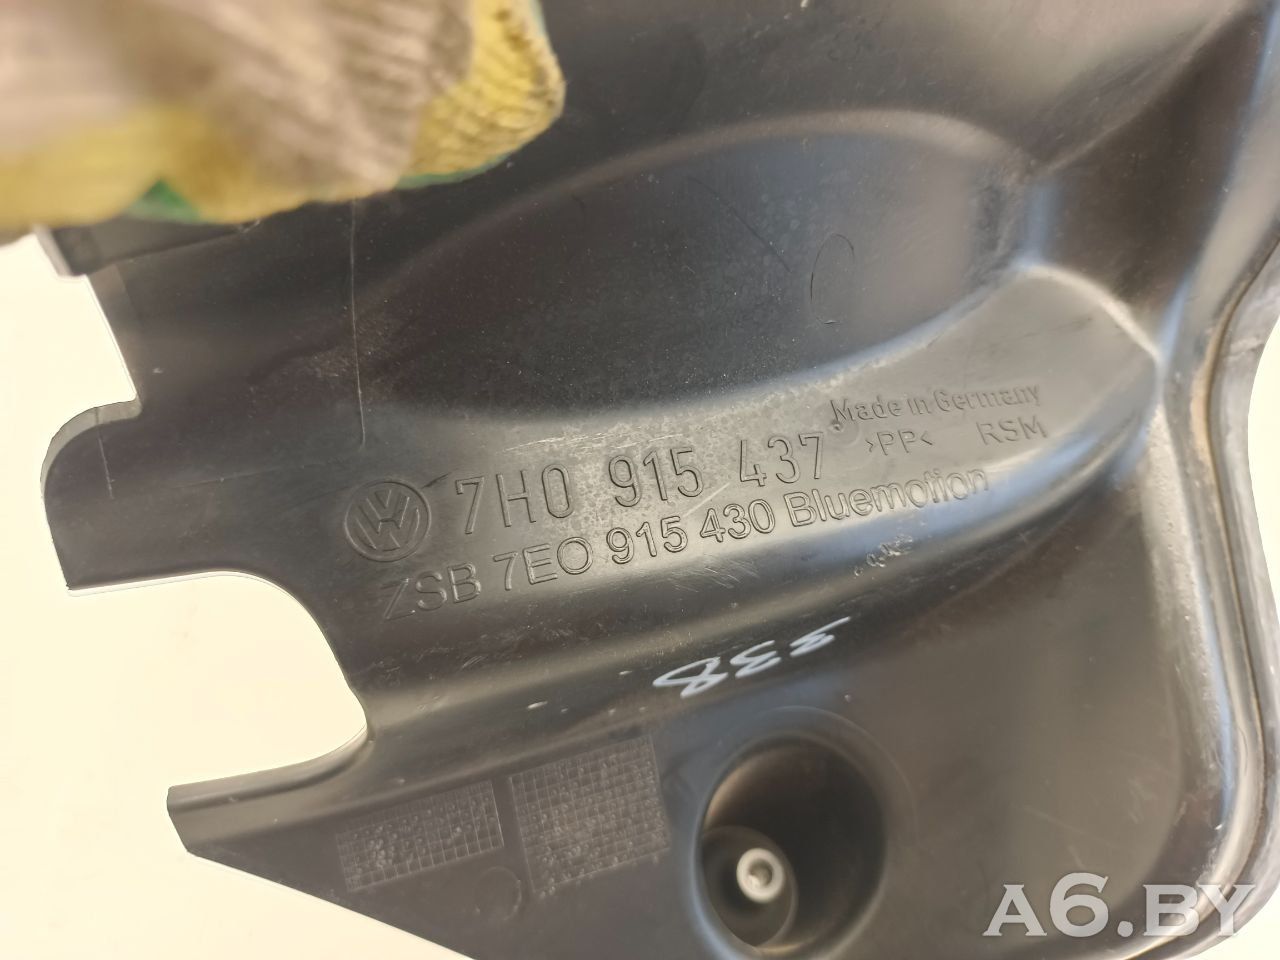 Made in Germany
7H0 915 437 >PP< RSM
ZSB 7E0 915 430 Bluemotion
338
A6.BY